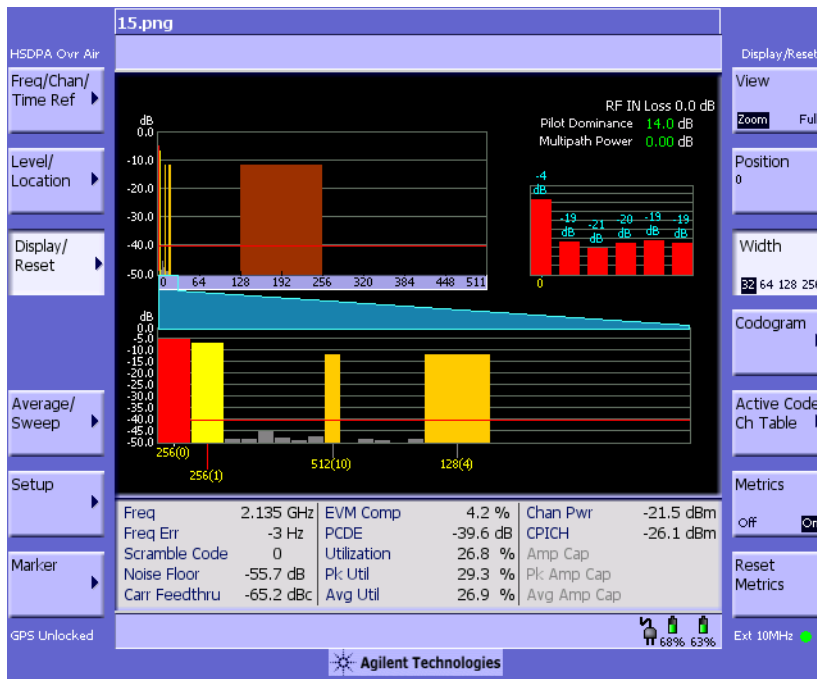 15.png
HSDPA Ovr Air
Display/Reset
Freq/Chan/
Time Ref
Level/
Location
Display/
Reset
Average/
Sweep
Setup
Marker
GPS Unlocked
RF IN Loss 0.0 dB
Pilot Dominance 14.0 dB
Multipath Power 0.00 dB
dB
0.0
-10.0
-20.0
-30.0
-40.0
-50.0
0 64 128 192 256 320 384 448 511
-4
dB
-19
dB
-21
dB
-20
dB
-19
dB
-19
dB
0
dB
0.0
-5.0
-10.0
-15.0
-20.0
-25.0
-30.0
-35.0
-40.0
-45.0
-50.0
256(0)
256(1)
512(10)
128(4)
Freq 2.135 GHz
Freq Err -3 Hz
Scramble Code 0
Noise Floor -55.7 dB
Carr Feedthru -65.2 dBc
EVM Comp 4.2 %
PCDE -39.6 dB
Utilization 26.8 %
Pk Util 29.3 %
Avg Util 26.9 %
Chan Pwr -21.5 dBm
CPICH -26.1 dBm
Amp Cap
Pk Amp Cap
Avg Amp Cap
68% 63%
View
Zoom Ful
Position
0
Width
32 64 128 256
Codogram
Active Code
Ch Table
Metrics
Off On
Reset
Metrics
Ext 10MHz
Agilent Technologies